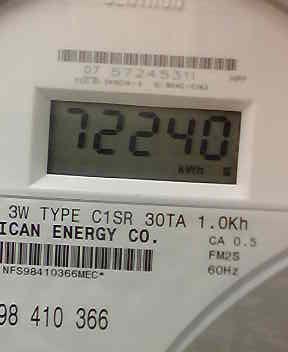 07 57245311
72240
kWh
3W TYPE C1SR 30TA 1.0Kh
ICAN ENERGY CO.
CA 0.5
FM2S
60Hz
NFS98410366MEC*
98 410 366